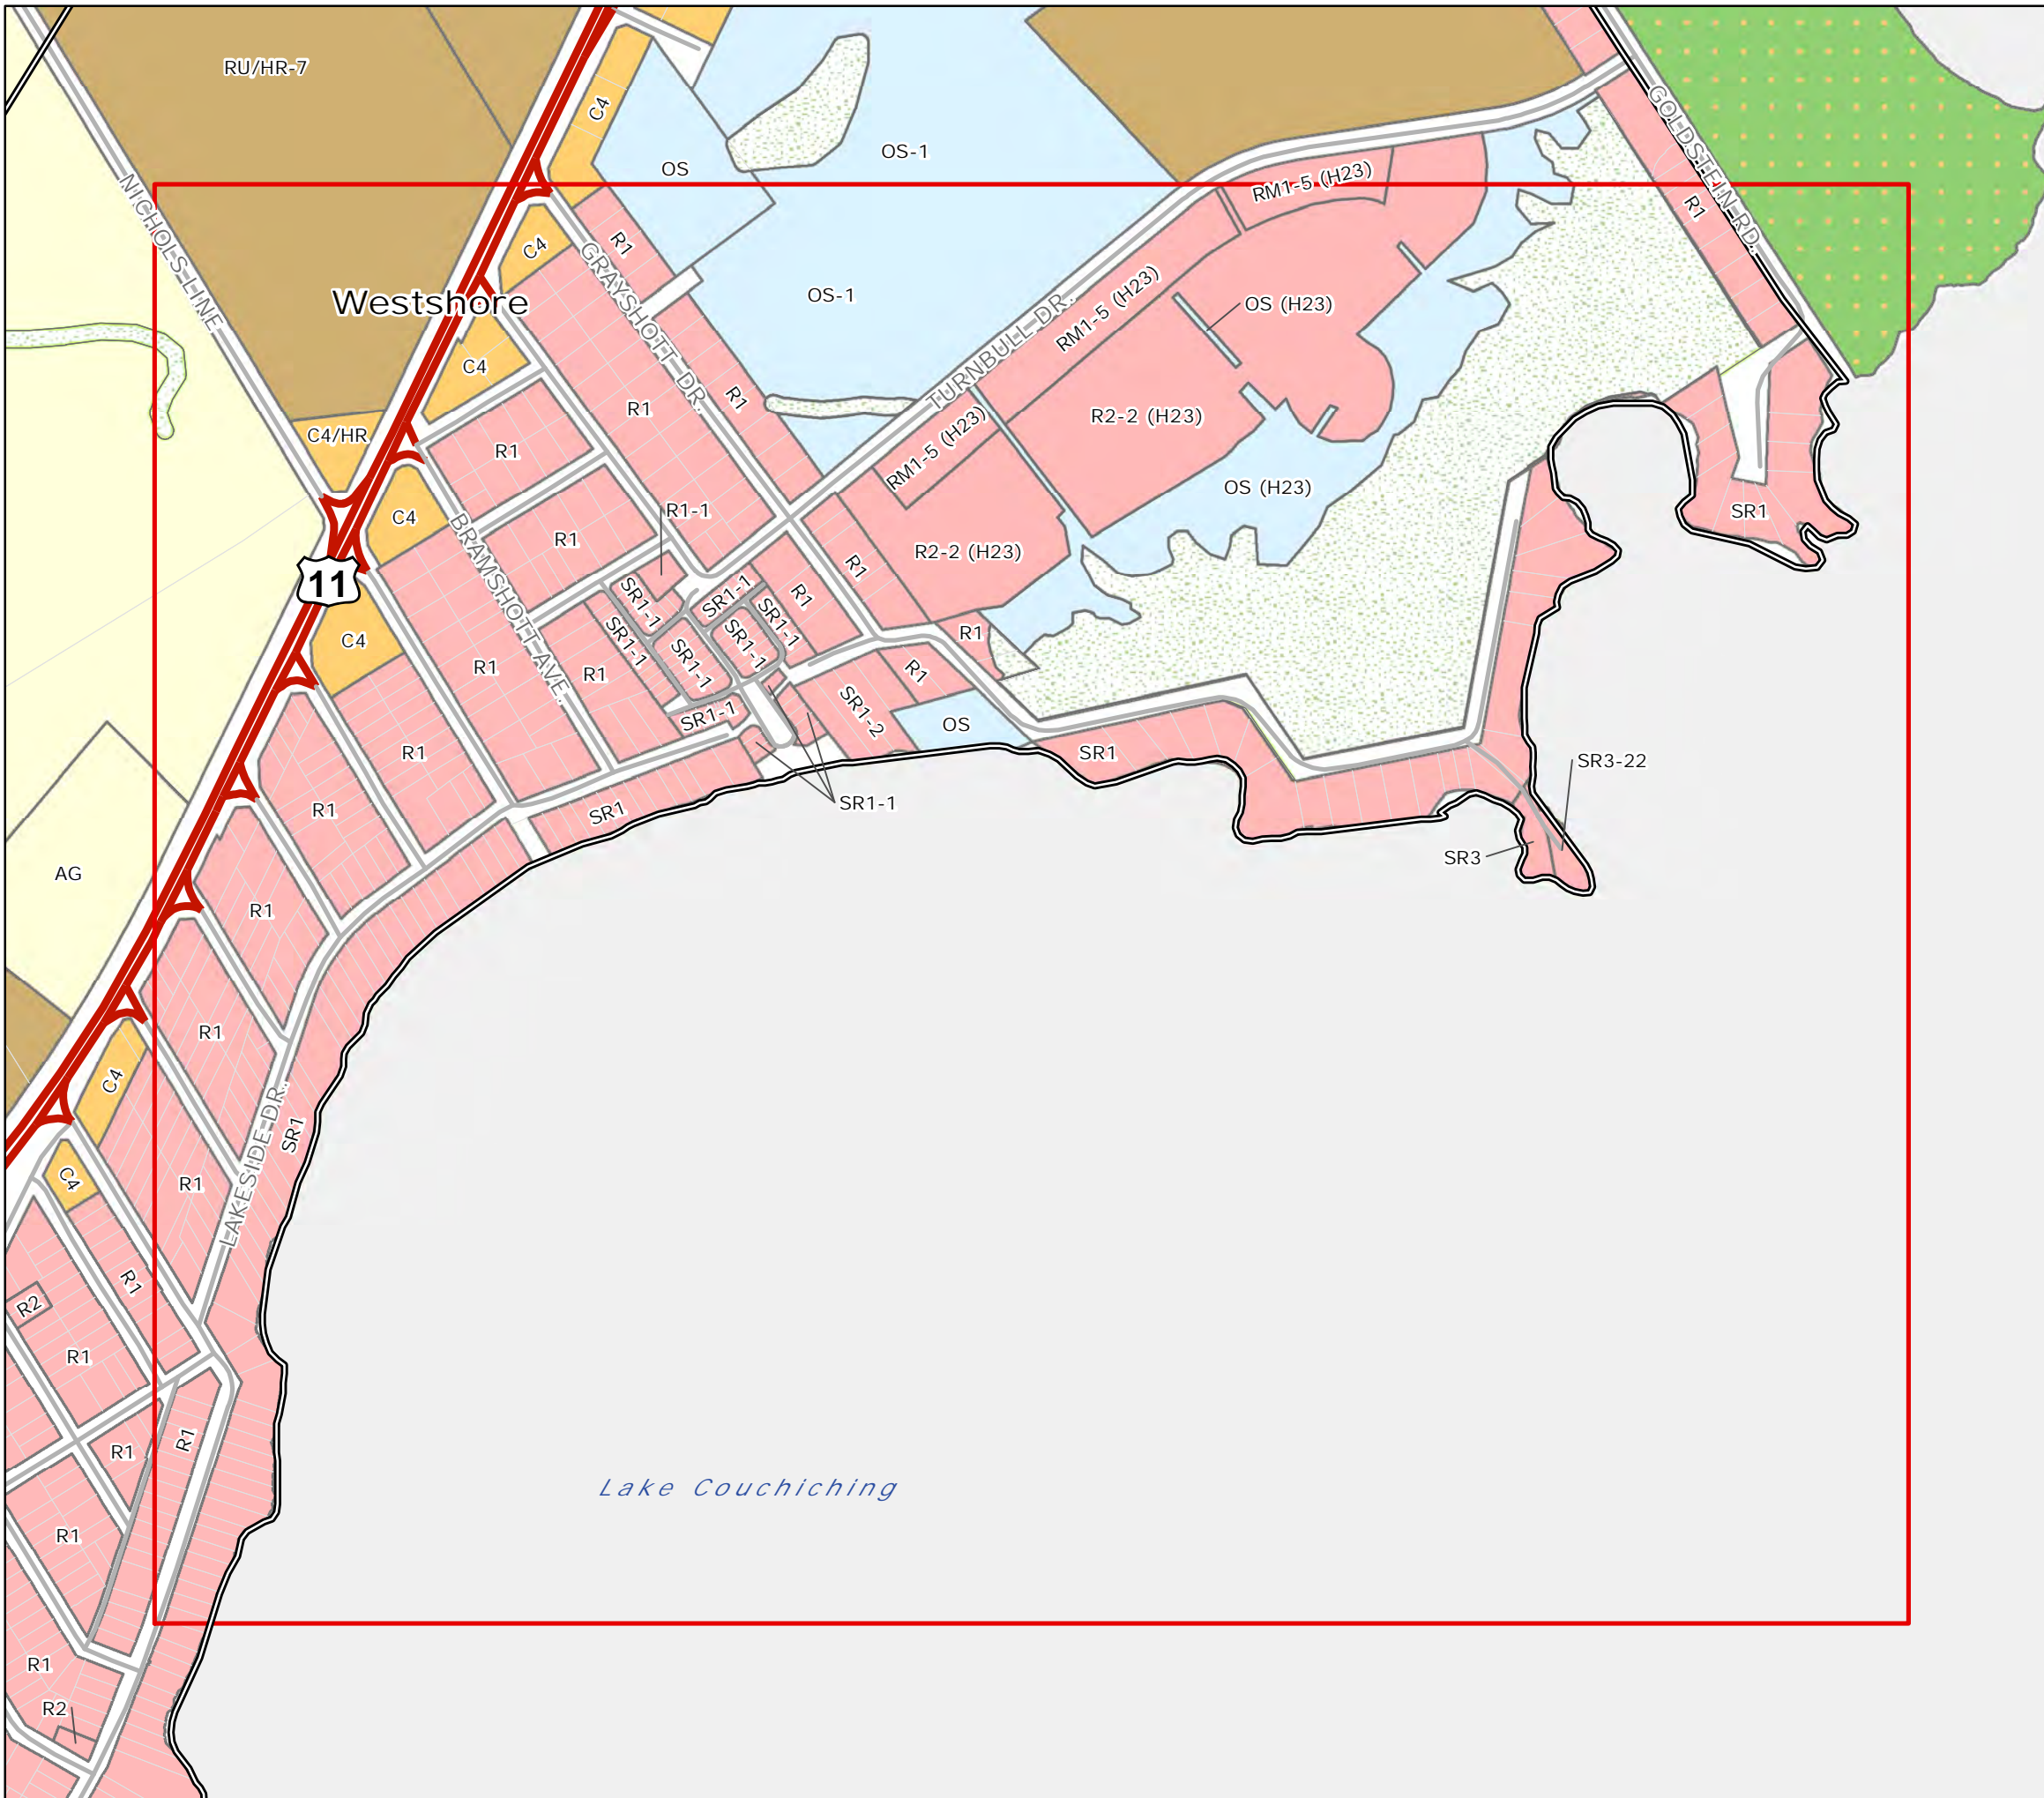 RU/HR-7
C4
OS
OS-1
GOLDSTEIN RD.
NICHOLS LINE
RM1-5 (H23)
R1
R1
C4
GRAYSHOTT DR.
Westshore
OS-1
RM1-5 (H23)
OS (H23)
TURNBULL DR.
C4
R1
R1
R2-2 (H23)
C4/HR
R1
RM1-5 (H23)
OS (H23)
C4
R1-1
SR1
BRAMSHOTT AVE.
R1
R2-2 (H23)
R1
11
SR1-1
SR1-1
R1
SR1-1
C4
SR1-1
SR1-1
R1
R1
SR1-1
R1
R1
SR1-1
SR1-2
OS
R1
SR1
SR3-22
SR1-1
R1
SR1
SR3
AG
R1
R1
C4
LAKESIDE DR.
SR1
C4
R1
R1
R2
R1
R1
R1
Lake Couchiching
R1
R1
R2